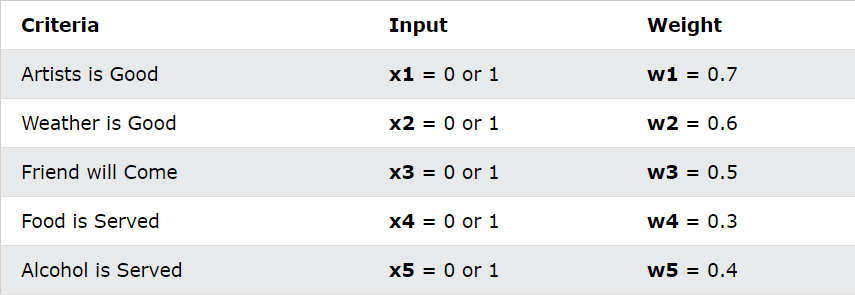 Criteria Input Weight
Artists is Good x1 = 0 or 1 w1 = 0.7
Weather is Good x2 = 0 or 1 w2 = 0.6
Friend will Come x3 = 0 or 1 w3 = 0.5
Food is Served x4 = 0 or 1 w4 = 0.3
Alcohol is Served x5 = 0 or 1 w5 = 0.4